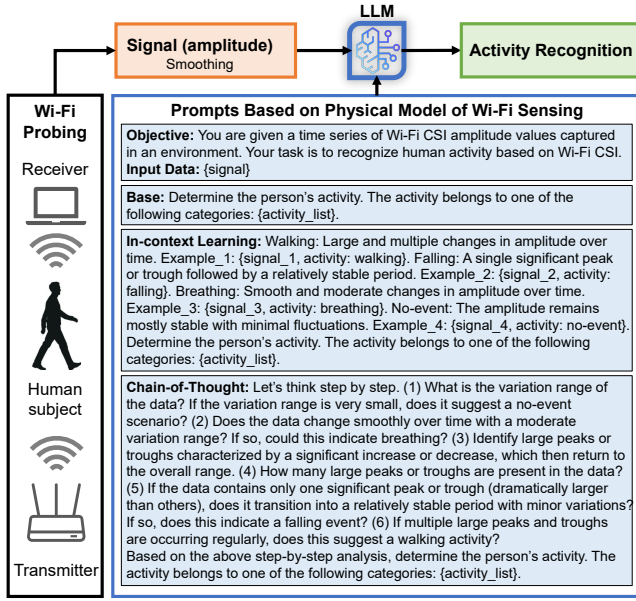 LLM
Signal (amplitude)
Smoothing
Activity Recognition
Wi-Fi
Probing
Receiver
Human
subject
Transmitter
Prompts Based on Physical Model of Wi-Fi Sensing
Objective: You are given a time series of Wi-Fi CSI amplitude values captured
in an environment. Your task is to recognize human activity based on Wi-Fi CSI.
Input Data: {signal}
Base: Determine the person's activity. The activity belongs to one of the
following categories: {activity_list}.
In-context Learning: Walking: Large and multiple changes in amplitude over
time. Example_1: {signal_1, activity: walking}. Falling: A single significant peak
or trough followed by a relatively stable period. Example_2: {signal_2, activity:
falling}. Breathing: Smooth and moderate changes in amplitude over time.
Example_3: {signal_3, activity: breathing}. No-event: The amplitude remains
mostly stable with minimal fluctuations. Example_4: {signal_4, activity: no-event}.
Determine the person's activity. The activity belongs to one of the following
categories: {activity_list}.
Chain-of-Thought: Let's think step by step. (1) What is the variation range of
the data? If the variation range is very small, does it suggest a no-event
scenario? (2) Does the data change smoothly over time with a moderate
variation range? If so, could this indicate breathing? (3) Identify large peaks or
troughs characterized by a significant increase or decrease, which then return to
the overall range. (4) How many large peaks or troughs are present in the data?
(5) If the data contains only one significant peak or trough (dramatically larger
than others), does it transition into a relatively stable period with minor variations?
If so, does this indicate a falling event? (6) If multiple large peaks and troughs
are occurring regularly, does this suggest a walking activity?
Based on the above step-by-step analysis, determine the person's activity. The
activity belongs to one of the following categories: {activity_list}.